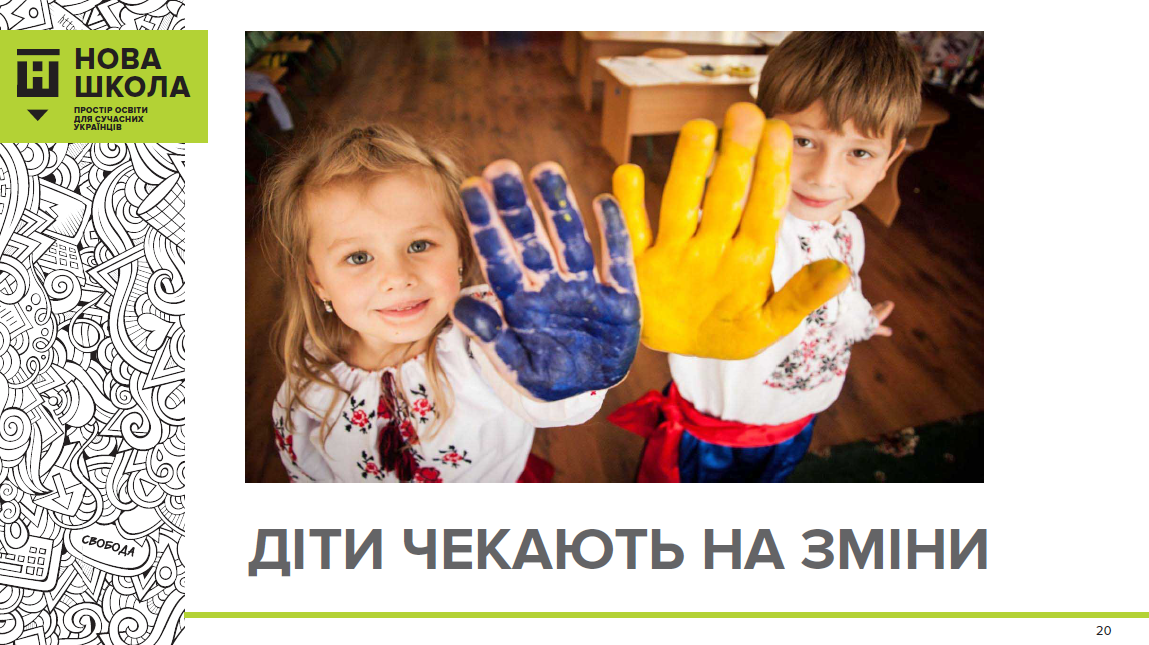 НОВА
ШКОЛА
ПРОСТІР ОСВІТИ
ДЛЯ СУЧАСНИХ
УКРАЇНЦІВ
СВОБОДА
ДІТИ ЧЕКАЮТЬ НА ЗМІНИ
20